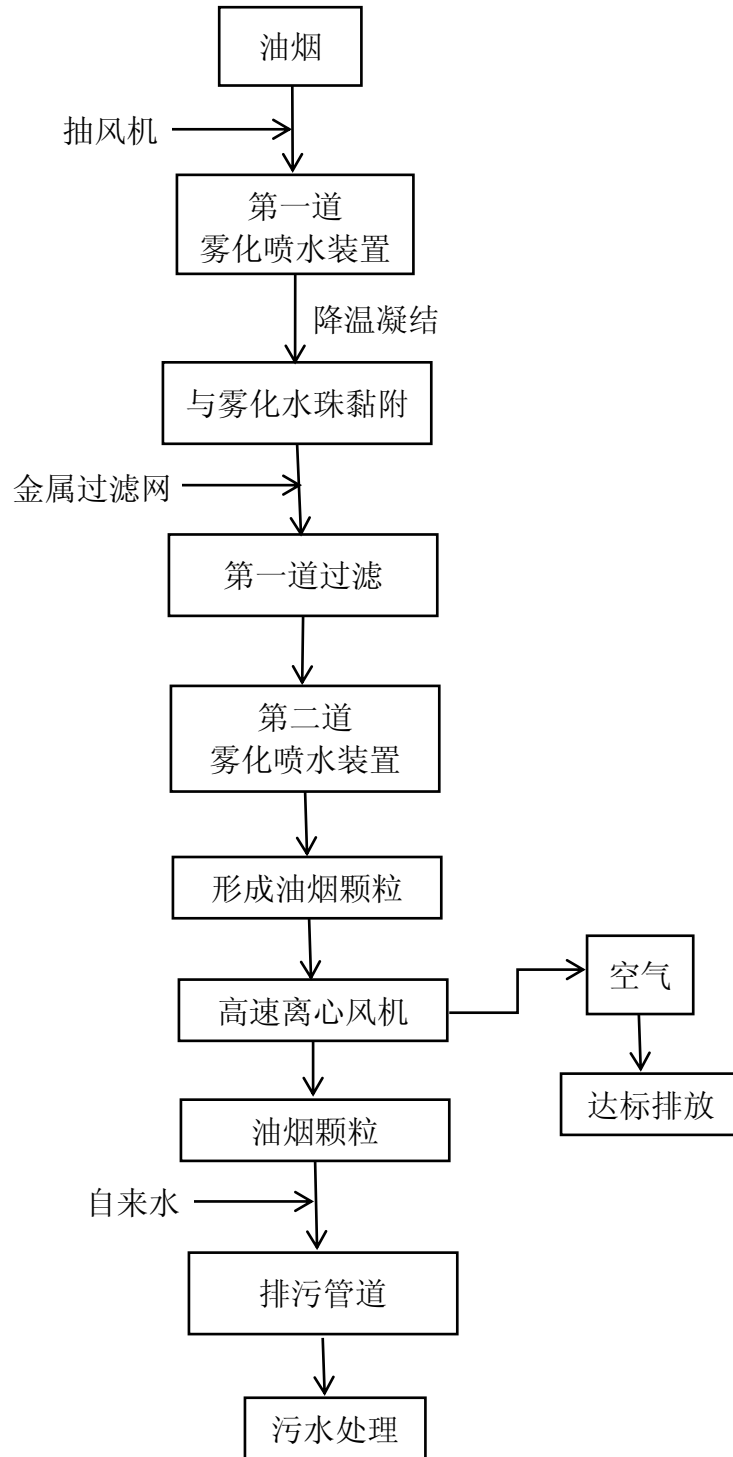 油烟
抽风机
第一道
雾化喷水装置
降温凝结
与雾化水珠黏附
金属过滤网
第一道过滤
第二道
雾化喷水装置
形成油烟颗粒
高速离心风机
空气
达标排放
油烟颗粒
自来水
排污管道
污水处理